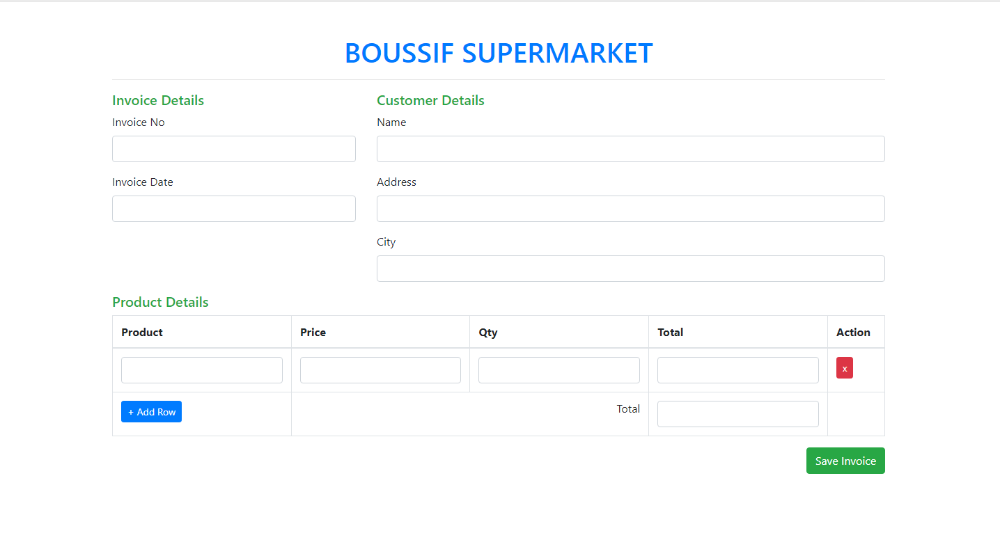 BOUSSIF SUPERMARKET
Invoice Details
Invoice No
Invoice Date
Customer Details
Name
Address
City
Product Details
Product Price Qty Total Action
x
+ Add Row Total
Save Invoice